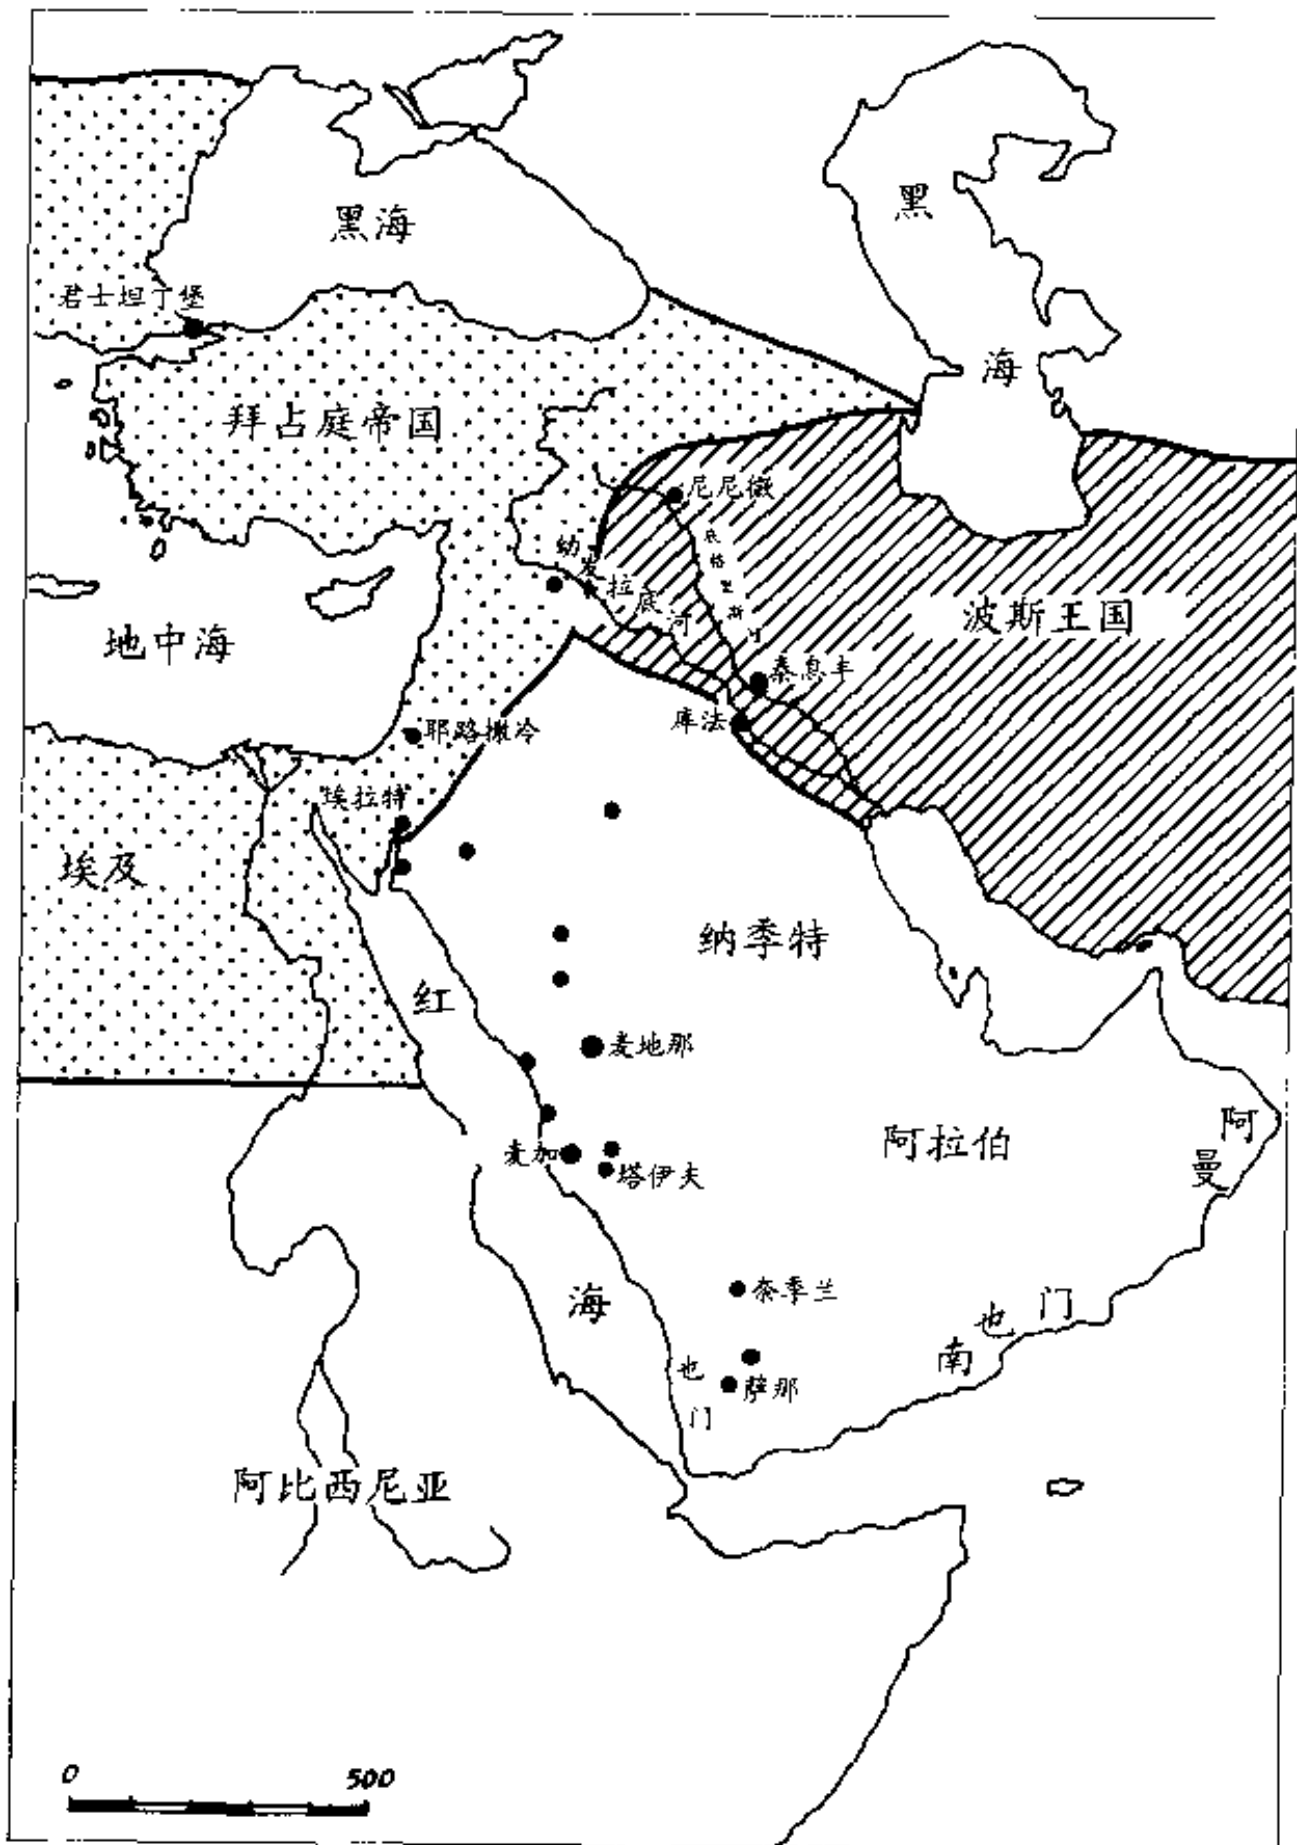 黑海
黑海
君士坦丁堡
拜占庭帝国
尼尼微
底格里斯河
幼发拉底河
波斯王国
地中海
泰息丰
库法
耶路撒冷
埃拉特
埃及
纳季特
红海
麦地那
阿拉伯
阿曼
麦加
塔伊夫
奈季兰
南也门
也门
萨那
阿比西尼亚
0 500